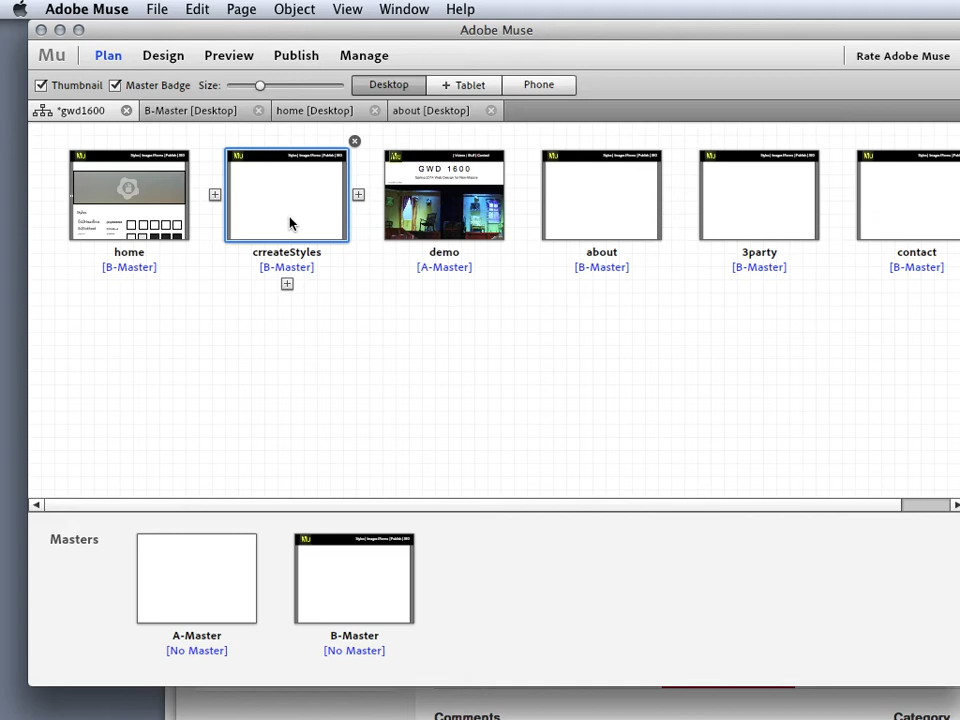 Adobe Muse File Edit Page Object View Window Help
Adobe Muse
Mu Plan Design Preview Publish Manage Rate Adobe Muse
Thumbnail Master Badge Size: Desktop + Tablet Phone
*gwd1600 B-Master [Desktop] home [Desktop] about [Desktop]
GWD 1600
home crreateStyles demo about 3party contact
[B-Master] [B-Master] [A-Master] [B-Master] [B-Master] [B-Master]
Masters
A-Master B-Master
[No Master] [No Master]
Comments Category